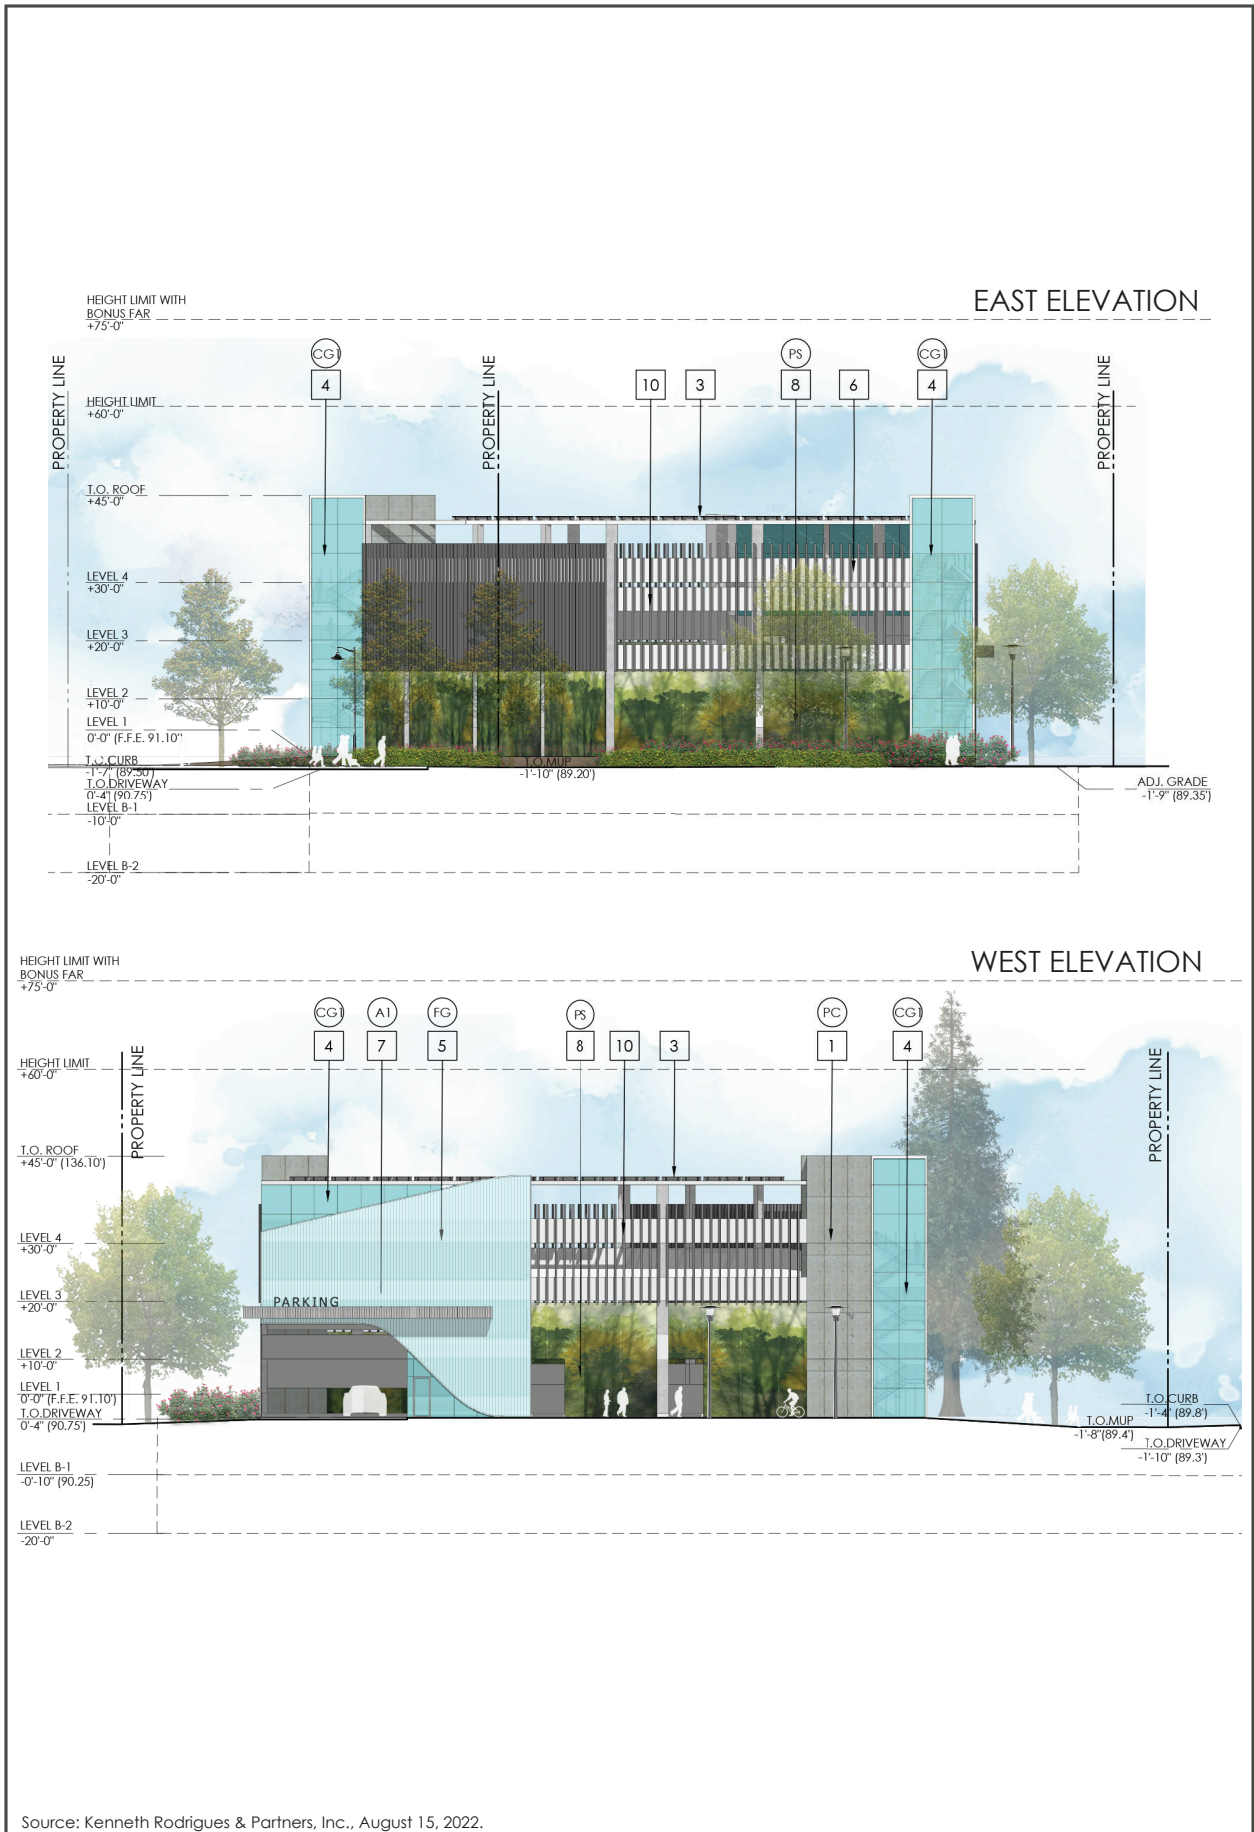 EAST ELEVATION
HEIGHT LIMIT WITH
BONUS FAR
+75'-0"
CG1
PS
CG1
4
10
3
8
6
4
PROPERTY LINE
PROPERTY LINE
PROPERTY LINE
HEIGHT LIMIT
+60'-0"
T.O. ROOF
+45'-0"
LEVEL 4
+30'-0"
LEVEL 3
+20'-0"
LEVEL 2
+10'-0"
LEVEL 1
0'-0" (F.F.E. 91.10"
T.O.CURB
-1'-7" (89.50')
T.O.DRIVEWAY
0'-4" (90.75')
T.O.MUP
-1'-10" (89.20')
ADJ. GRADE
-1'-9" (89.35')
LEVEL B-1
-10'-0"
LEVEL B-2
-20'-0"
WEST ELEVATION
HEIGHT LIMIT WITH
BONUS FAR
+75'-0"
CG1
A1
FG
PS
PC
CG1
4
7
5
8
10
3
1
4
PROPERTY LINE
PROPERTY LINE
HEIGHT LIMIT
+60'-0"
T.O. ROOF
+45'-0" (136.10')
LEVEL 4
+30'-0"
LEVEL 3
+20'-0"
PARKING
LEVEL 2
+10'-0"
LEVEL 1
0'-0" (F.F.E. 91.10')
T.O.DRIVEWAY
0'-4" (90.75')
T.O.CURB
-1'-4" (89.8')
T.O.MUP
-1'-8"(89.4')
T.O.DRIVEWAY
-1'-10" (89.3')
LEVEL B-1
-0'-10" (90.25)
LEVEL B-2
-20'-0"
Source: Kenneth Rodrigues & Partners, Inc., August 15, 2022.